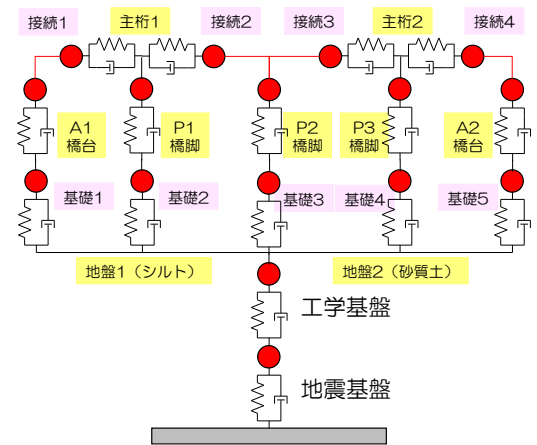 接続1 主桁1 接続2 接続3 主桁2 接続4
A1
橋台
P1
橋脚
P2
橋脚
P3
橋脚
A2
橋台
基礎1 基礎2 基礎3 基礎4 基礎5
地盤1（シルト） 地盤2（砂質土）
工学基盤
地震基盤